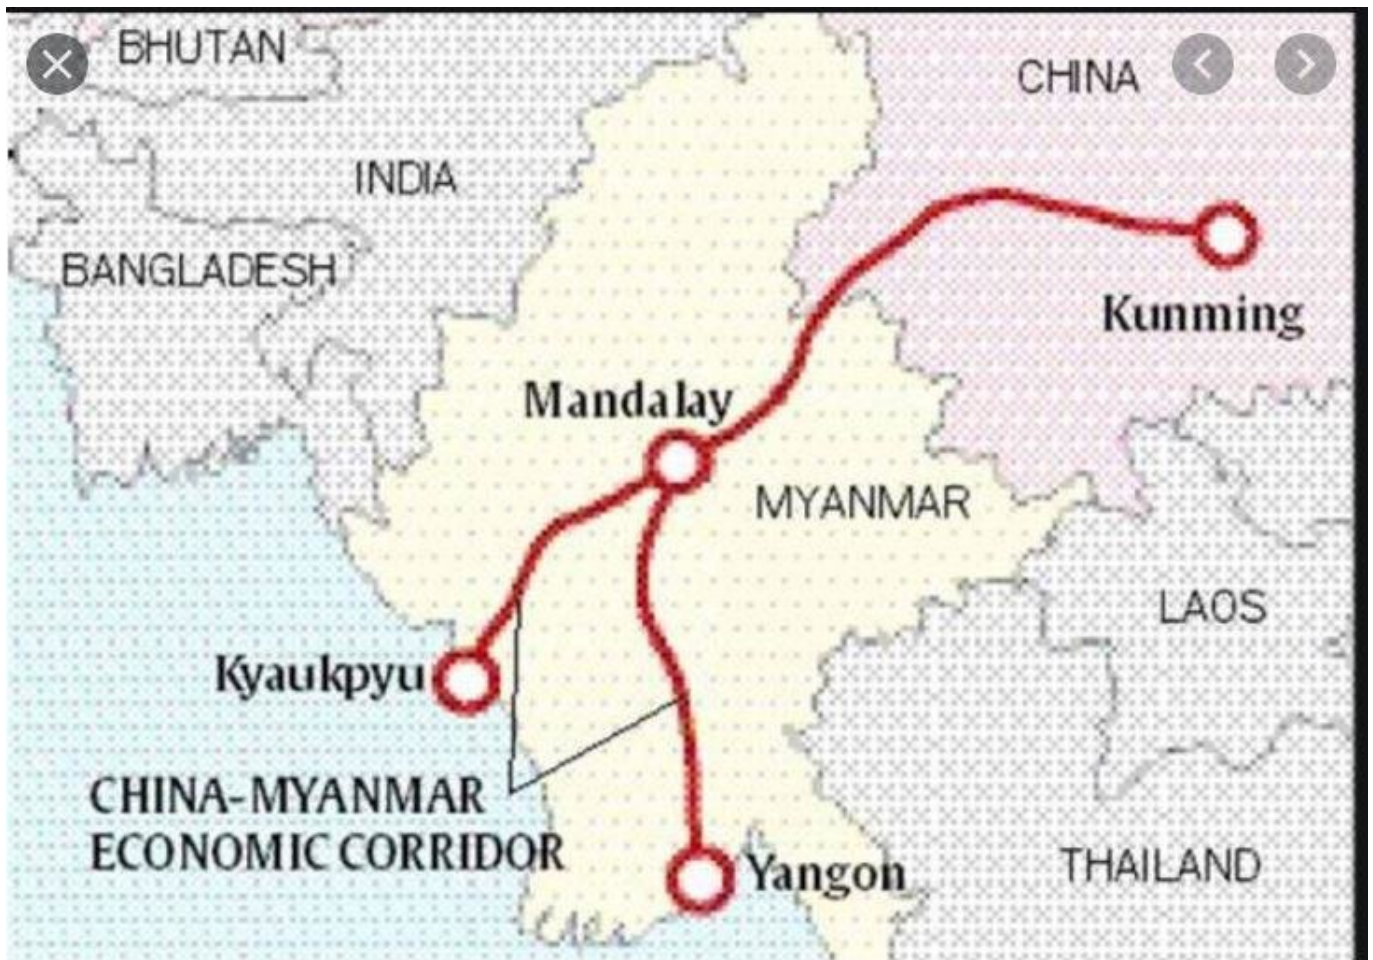 BHUTAN
CHINA
INDIA
BANGLADESH
Kunming
Mandalay
MYANMAR
LAOS
Kyaukpyu
CHINA-MYANMAR
ECONOMIC CORRIDOR
Yangon
THAILAND